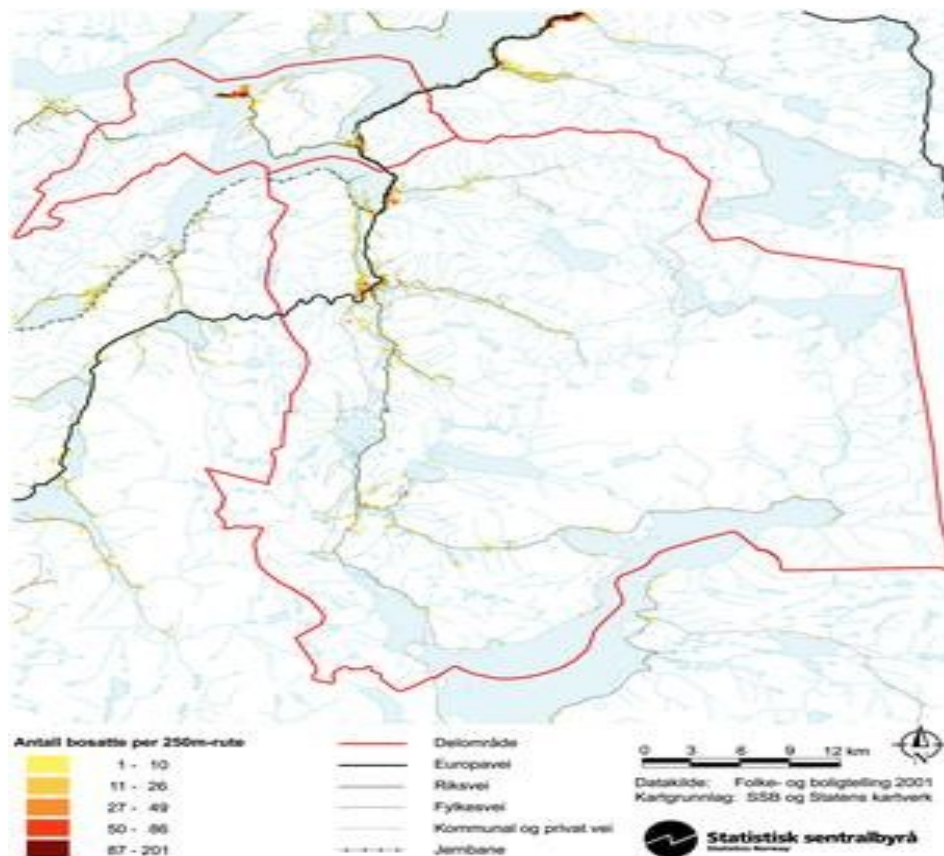 Antall bosatte per 250m-rute
1 - 10
11 - 26
27 - 49
50 - 86
87 - 201
Delområde
Europavei
Riksvei
Fylkesvei
Kommunal og privat vei
Jernbane
0 3 6 9 12 km
N
Datakilde: Folke- og boligtelling 2001
Kartgrunnlag: SSB og Statens kartverk
Statistisk sentralbyrå
Statistics Norway